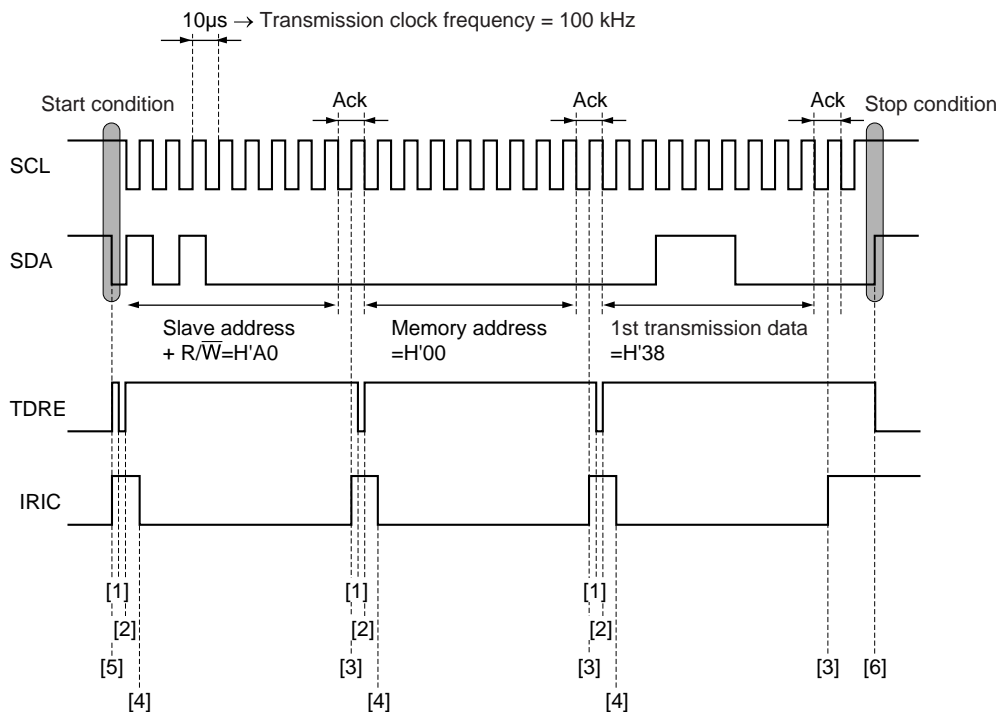 10µs → Transmission clock frequency = 100 kHz
Start condition
Ack
Ack
Ack
Stop condition
SCL
SDA
Slave address
+ R/W̅=H'A0
Memory address
=H'00
1st transmission data
=H'38
TDRE
IRIC
[1]
[1]
[1]
[2]
[2]
[2]
[5]
[3]
[3]
[3]
[6]
[4]
[4]
[4]